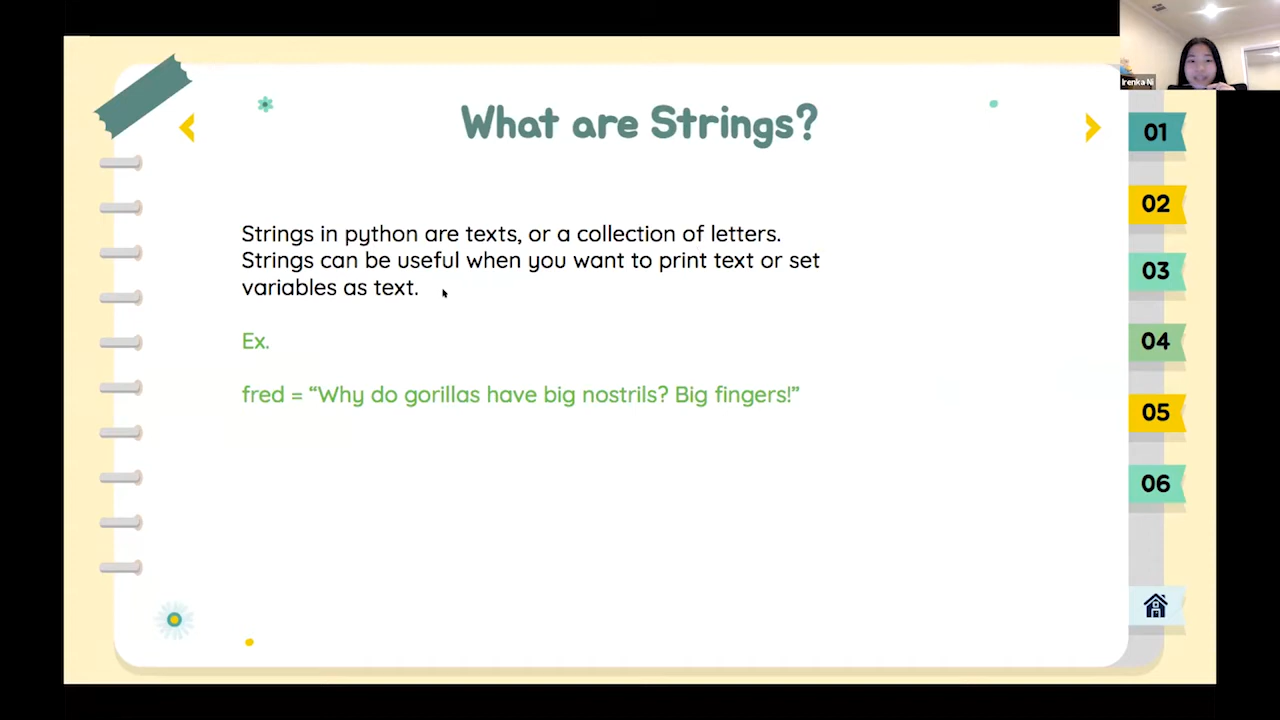 Irenka Ni
What are Strings?
01
02
03
04
05
06
Strings in python are texts, or a collection of letters.
Strings can be useful when you want to print text or set
variables as text.
Ex.
fred = “Why do gorillas have big nostrils? Big fingers!”